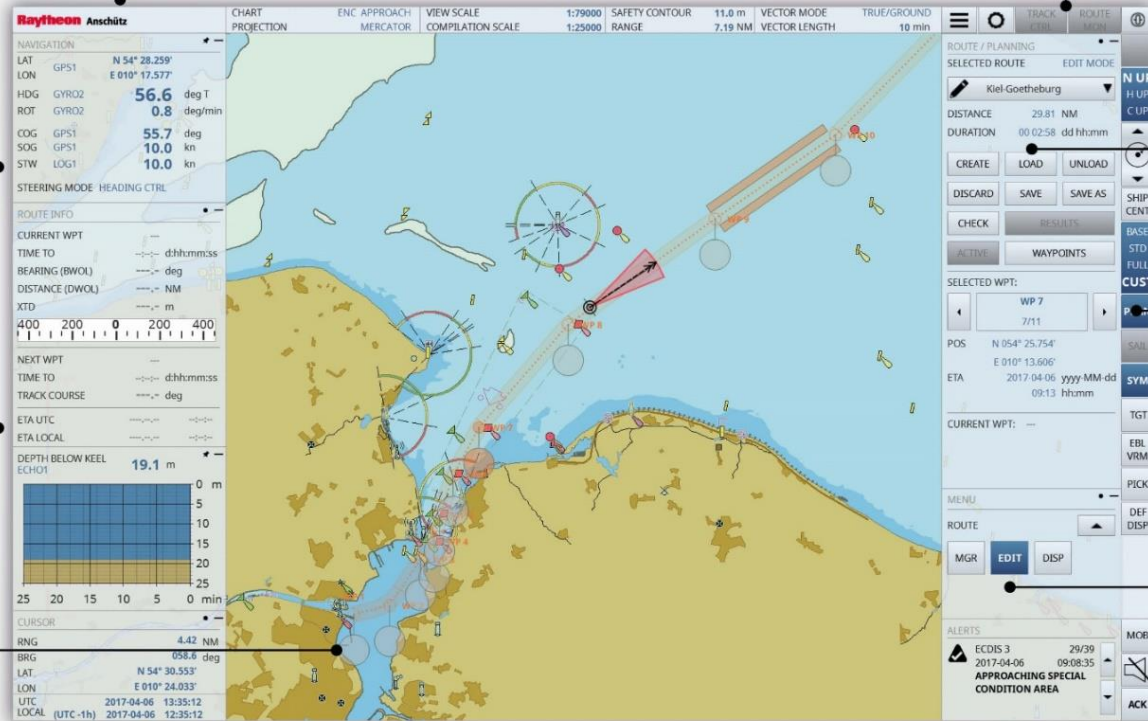 Raytheon Anschütz
CHART ENC APPROACH VIEW SCALE 1:79000 SAFETY CONTOUR 11.0 m VECTOR MODE TRUE/GROUND
PROJECTION MERCATOR COMPILATION SCALE 1:25000 RANGE 7.19 NM VECTOR LENGTH 10 min
TRACK CTRL
ROUTE MON
NAVIGATION
LAT GPS1 N 54° 28.259'
LON E 010° 17.577'
HDG GYRO2 56.6 deg T
ROT GYRO2 0.8 deg/min
COG GPS1 55.7 deg
SOG GPS1 10.0 kn
STW LOG1 10.0 kn
STEERING MODE HEADING CTRL
ROUTE INFO
CURRENT WPT ---
TIME TO --:--:-- d:hh:mm:ss
BEARING (BWOL) ---.- deg
DISTANCE (DWOL) ---.-- NM
XTD ---.- m
400 200 0 200 400
NEXT WPT ---
TIME TO --:--:-- d:hh:mm:ss
TRACK COURSE ---.- deg
ETA UTC
ETA LOCAL
DEPTH BELOW KEEL
ECHO1 19.1 m
0 m
5
10
15
20
25
25 20 15 10 5 0 min
CURSOR
RNG 4.42 NM
BRG 058.6 deg
LAT N 54° 30.553'
LON E 010° 24.033'
UTC 2017-04-06 13:35:12
LOCAL (UTC -1h) 2017-04-06 12:35:12
WP 10
WP 9
WP 8
WP 7
WP 4
ROUTE / PLANNING
SELECTED ROUTE EDIT MODE
Kiel-Goetheburg
DISTANCE 29.81 NM
DURATION 00 02:58 dd hh:mm
CREATE LOAD UNLOAD
DISCARD SAVE SAVE AS
CHECK RESULTS
ACTIVE WAYPOINTS
SELECTED WPT:
WP 7
7/11
POS N 054° 25.754'
E 010° 13.606'
ETA 2017-04-06 yyyy-MM-dd
09:13 hh:mm
CURRENT WPT: ---
MENU
ROUTE
MGR EDIT DISP
ALERTS
ECDIS 3 29/39
2017-04-06 09:08:35
APPROACHING SPECIAL
CONDITION AREA
N UP
H UP
C UP
SHIP
CENT
BASE
STD
FULL
CUST
SAIL
SYM
TGT
EBL
VRM
PICK
DEF
DISP
MOB
ACK